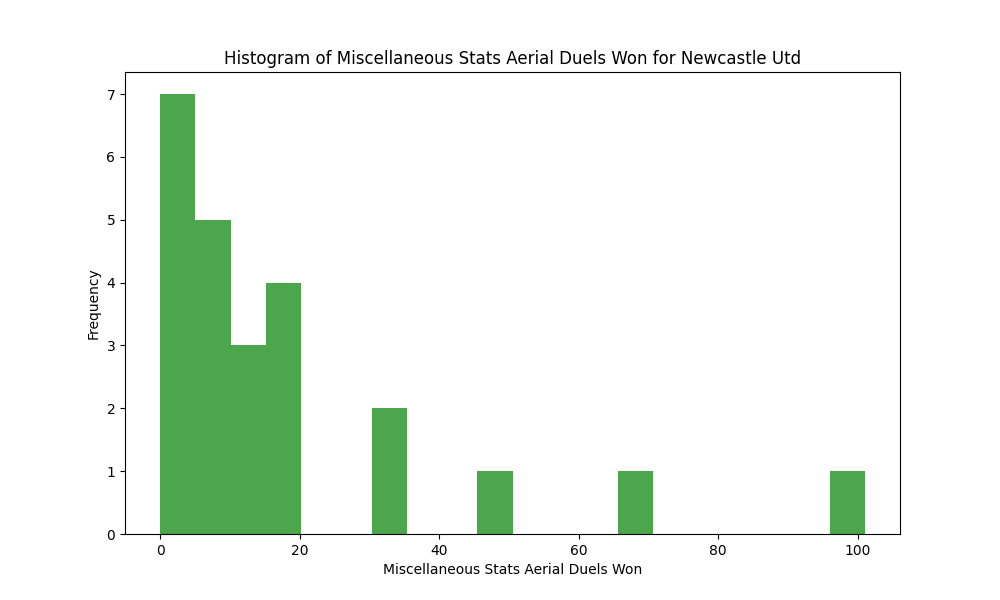 Histogram of Miscellaneous Stats Aerial Duels Won for Newcastle Utd
7
6
5
4
3
2
1
0
Frequency
0 20 40 60 80 100
Miscellaneous Stats Aerial Duels Won